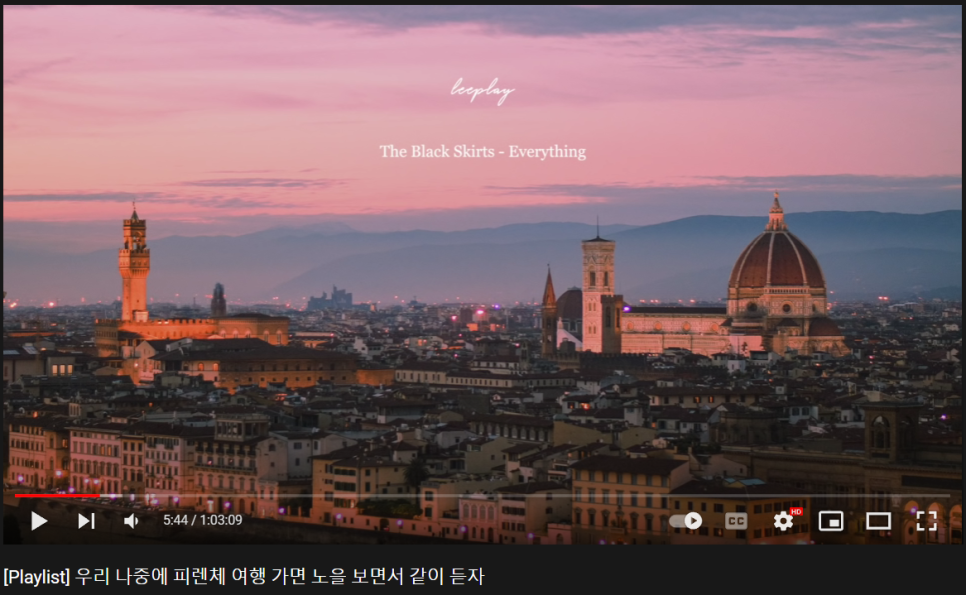 leeplay
The Black Skirts - Everything
5:44 / 1:03:09
CC
HD
[Playlist] 우리 나중에 피렌체 여행 가면 노을 보면서 같이 듣자